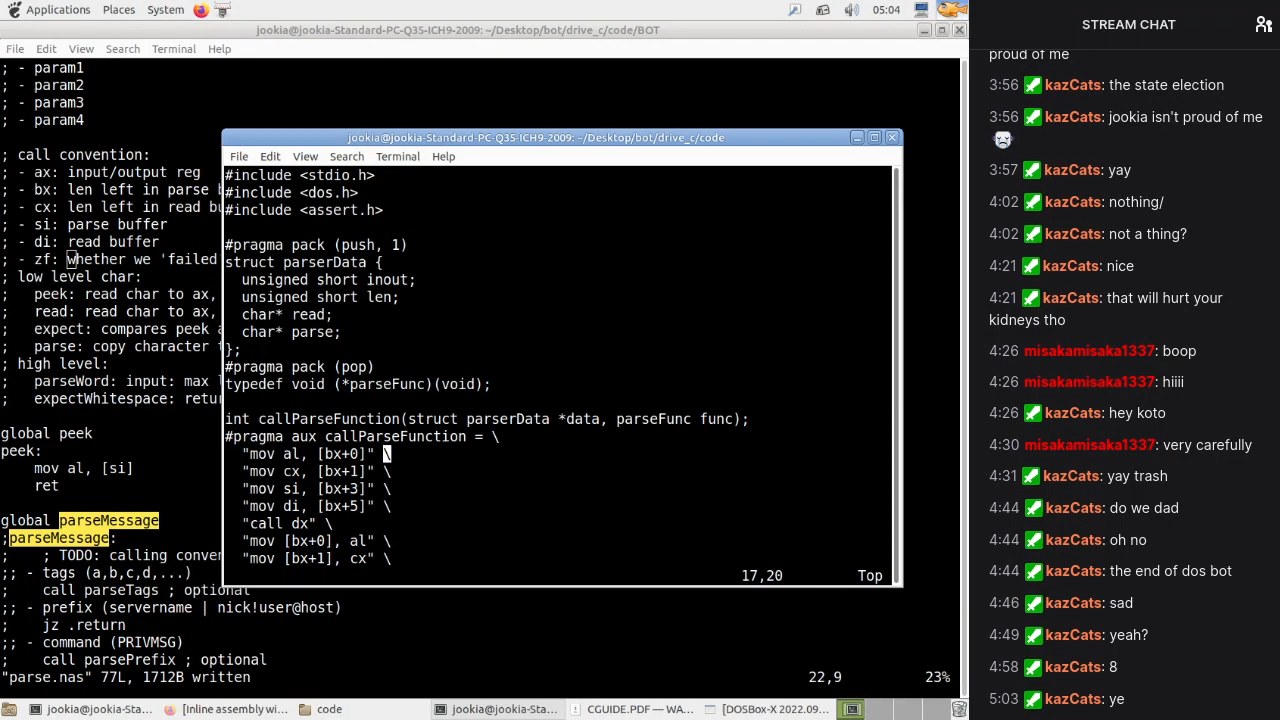 Applications Places System 05:04
jookia@jookia-Standard-PC-Q35-ICH9-2009: ~/Desktop/bot/drive_c/code/BOT
File Edit View Search Terminal Help
; - param1
; - param2
; - param3
; - param4
; call convention:
; - ax: input/output reg
; - bx: len left in parse b
; - cx: len left in read bu
; - si: parse buffer
; - di: read buffer
; - zf: whether we 'failed
; low level char:
;   peek: read char to ax,
;   read: read char to ax,
;   expect: compares peek a
;   parse: copy character t
; high level:
;   parseWord: input: max l
;   expectWhitespace: retur
global peek
peek:
    mov al, [si]
    ret
global parseMessage
;parseMessage:
;    ; TODO: calling conver
;; - tags (a,b,c,d,...)
;    call parseTags ; optional
;; - prefix (servername | nick!user@host)
;    jz .return
;; - command (PRIVMSG)
;    call parsePrefix ; optional
"parse.nas" 77L, 1712B written 22,9 23%
jookia@jookia-Standard-PC-Q35-ICH9-2009: ~/Desktop/bot/drive_c/code
File Edit View Search Terminal Help
#include <stdio.h>
#include <dos.h>
#include <assert.h>
#pragma pack (push, 1)
struct parserData {
  unsigned short inout;
  unsigned short len;
  char* read;
  char* parse;
};
#pragma pack (pop)
typedef void (*parseFunc)(void);
int callParseFunction(struct parserData *data, parseFunc func);
#pragma aux callParseFunction = \
  "mov al, [bx+0]" \
  "mov cx, [bx+1]" \
  "mov si, [bx+3]" \
  "mov di, [bx+5]" \
  "call dx" \
  "mov [bx+0], al" \
  "mov [bx+1], cx" \
17,20 Top
jookia@jookia-Sta... [Inline assembly wi... ca jookia@jookia-Sta... CGUIDE.PDF — WA... [DOSBox-X 2022.09...
STREAM CHAT
proud of me
3:56 kazCats: the state election
3:56 kazCats: jookia isn't proud of me
3:57 kazCats: yay
4:02 kazCats: nothing/
4:02 kazCats: not a thing?
4:21 kazCats: nice
4:21 kazCats: that will hurt your
kidneys tho
4:26 misakamisaka1337: boop
4:26 misakamisaka1337: hiiii
4:26 kazCats: hey koto
4:30 misakamisaka1337: very carefully
4:31 kazCats: yay trash
4:44 kazCats: do we dad
4:44 kazCats: oh no
4:44 kazCats: the end of dos bot
4:46 kazCats: sad
4:49 kazCats: yeah?
4:58 kazCats: 8
5:03 kazCats: ye